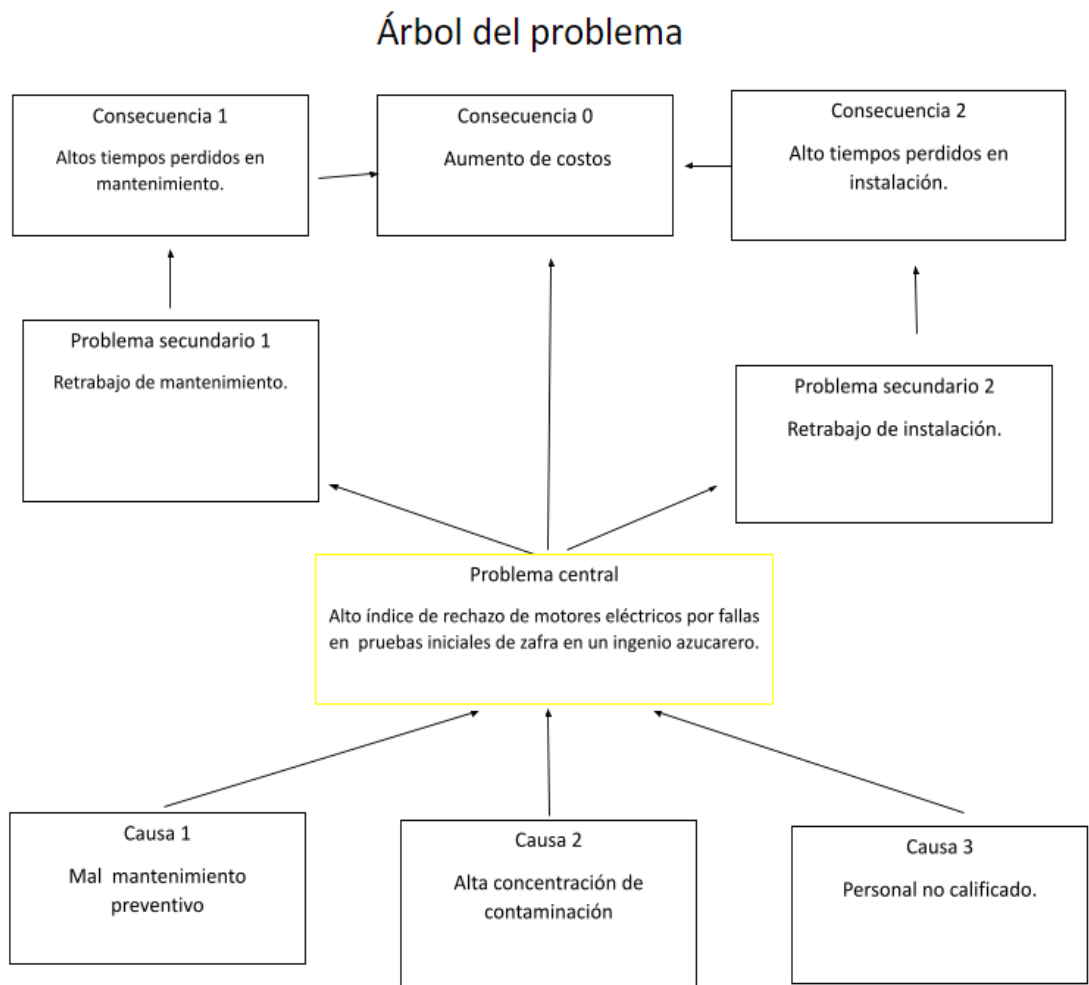 Árbol del problema
Consecuencia 1
Altos tiempos perdidos en
mantenimiento.
Consecuencia 0
Aumento de costos
Consecuencia 2
Alto tiempos perdidos en
instalación.
Problema secundario 1
Retrabajo de mantenimiento.
Problema secundario 2
Retrabajo de instalación.
Problema central
Alto índice de rechazo de motores eléctricos por fallas
en pruebas iniciales de zafra en un ingenio azucarero.
Causa 1
Mal mantenimiento
preventivo
Causa 2
Alta concentración de
contaminación
Causa 3
Personal no calificado.